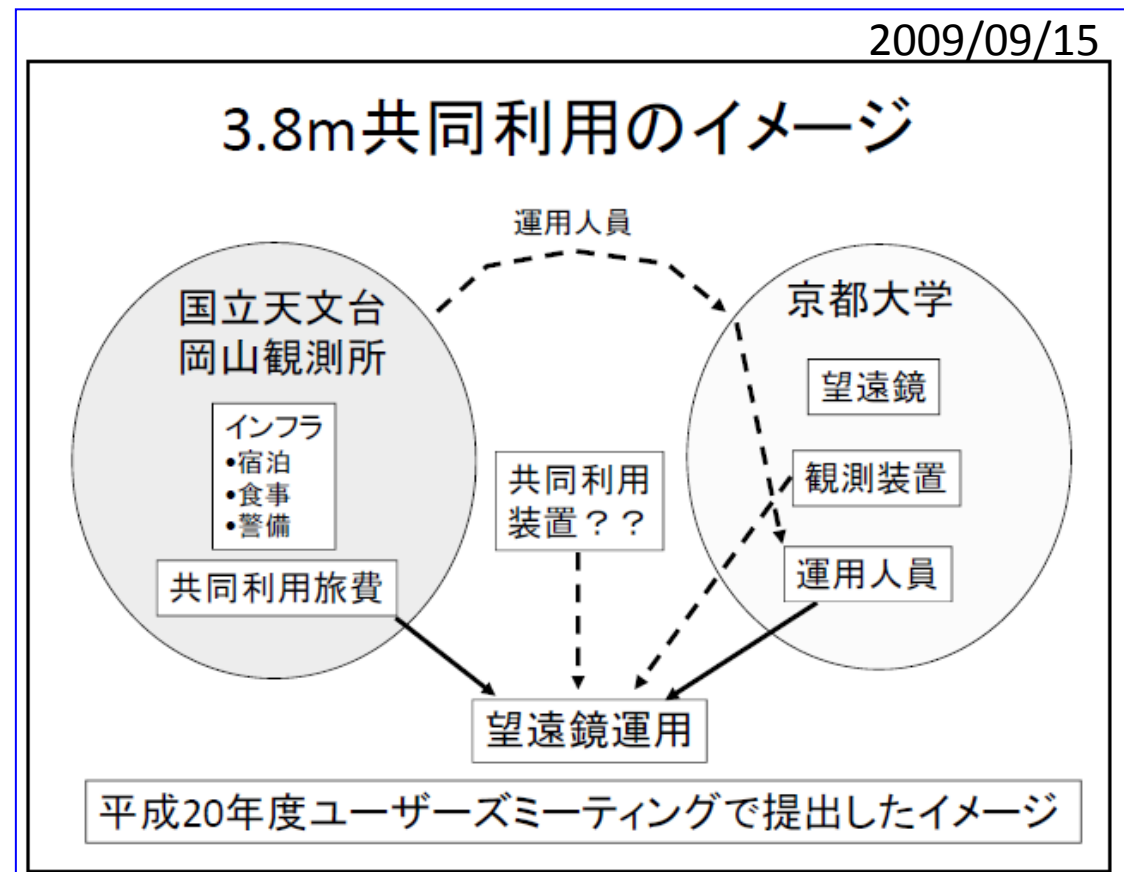 2009/09/15
3.8m共同利用のイメージ
運用人員
国立天文台
岡山観測所
インフラ
•宿泊
•食事
•警備
共同利用旅費
共同利用
装置？？
京都大学
望遠鏡
観測装置
運用人員
望遠鏡運用
平成20年度ユーザーズミーティングで提出したイメージ